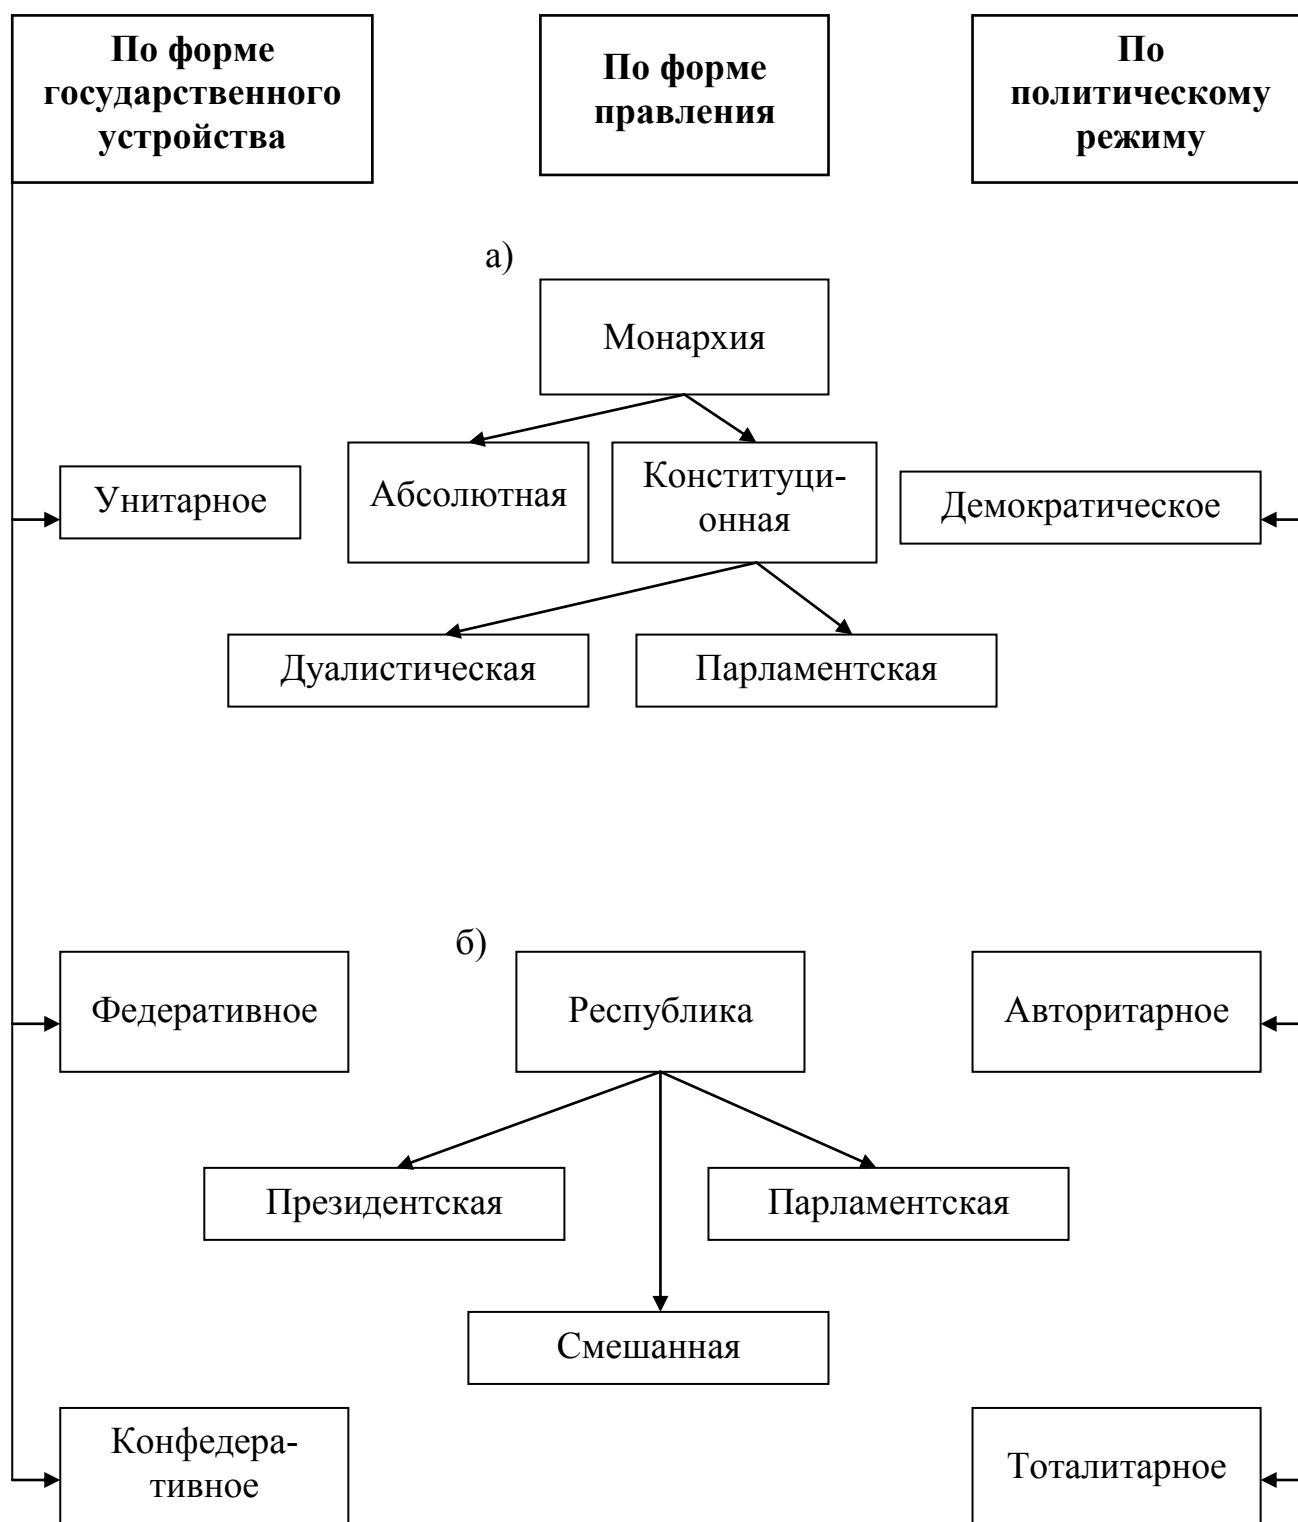 По форме
государственного
устройства
По форме
правления
По
политическому
режиму
а)
Монархия
Унитарное
Абсолютная
Конституци-
онная
Демократическое
Дуалистическая
Парламентская
б)
Федеративное
Республика
Авторитарное
Президентская
Парламентская
Смешанная
Конфедера-
тивное
Тоталитарное